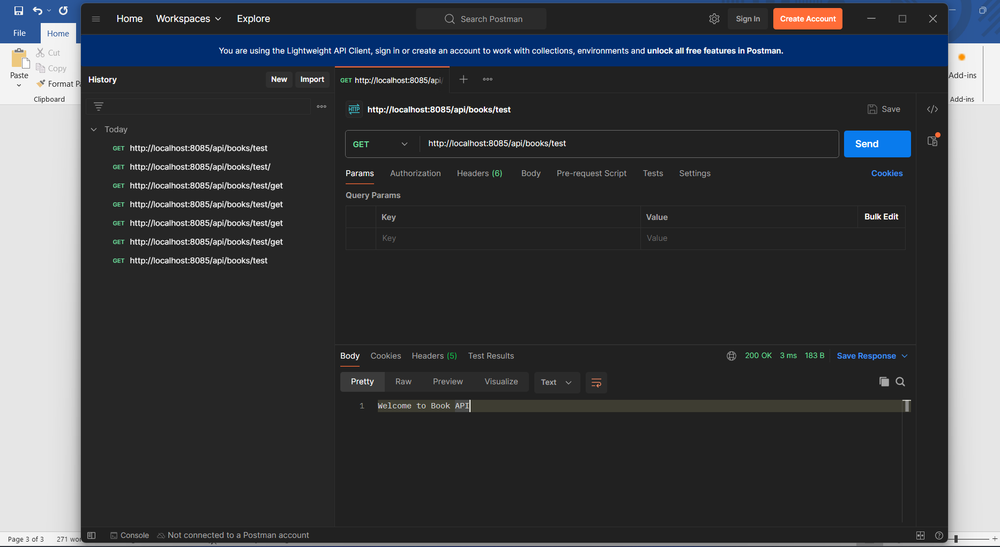 File
Home
Cut
Copy
Paste
Format Pa
Clipboard
Add-ins
Add-ins
Page 3 of 3
271 wor
Home Workspaces Explore
Search Postman
Sign In
Create Account
You are using the Lightweight API Client, sign in or create an account to work with collections, environments and unlock all free features in Postman.
History
New
Import
Today
GET http://localhost:8085/api/books/test
GET http://localhost:8085/api/books/test/
GET http://localhost:8085/api/books/test/get
GET http://localhost:8085/api/books/test/get
GET http://localhost:8085/api/books/test/get
GET http://localhost:8085/api/books/test/get
GET http://localhost:8085/api/books/test
GET http://localhost:8085/api/
HTTP http://localhost:8085/api/books/test
Save
GET http://localhost:8085/api/books/test
Send
Params Authorization Headers (6) Body Pre-request Script Tests Settings Cookies
Query Params
Key Value Bulk Edit
Key Value
Body Cookies Headers (5) Test Results 200 OK 3 ms 183 B Save Response
Pretty Raw Preview Visualize Text
1 Welcome to Book API
Console Not connected to a Postman account